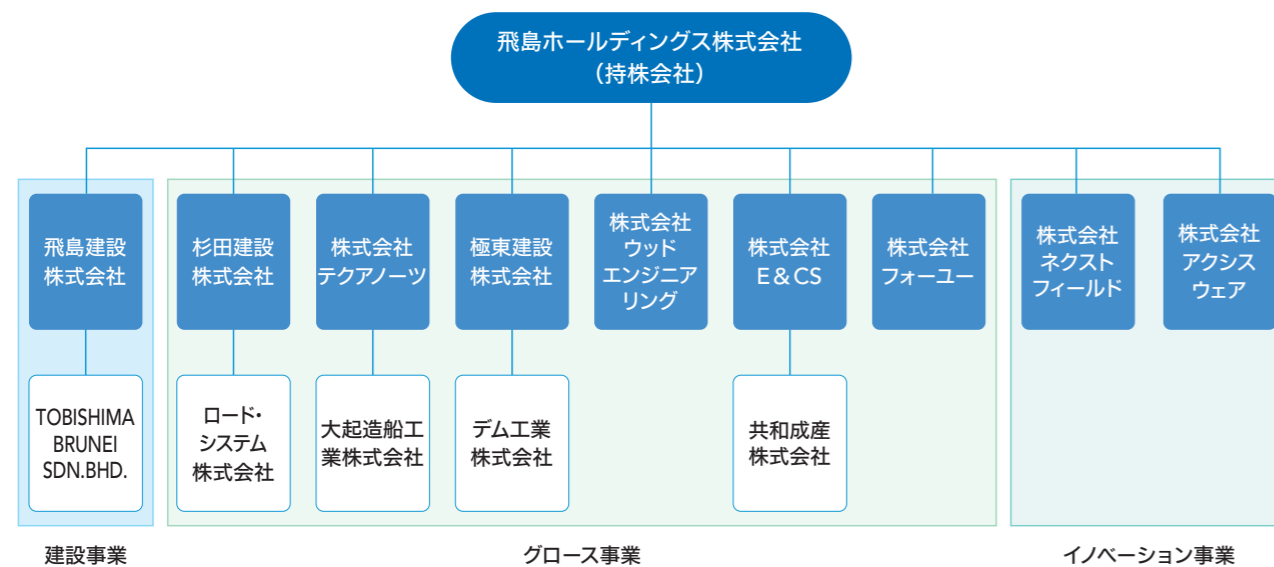 飛島ホールディングス株式会社
（持株会社）
飛島建設
株式会社
杉田建設
株式会社
株式会社
テクアノーツ
極東建設
株式会社
株式会社
ウッド
エンジニア
リング
株式会社
E＆CS
株式会社
フォーユー
株式会社
ネクスト
フィールド
株式会社
アクシス
ウェア
TOBISHIMA
BRUNEI
SDN.BHD.
ロード・
システム
株式会社
大起造船工
業株式会社
デム工業
株式会社
共和成産
株式会社
建設事業
グロース事業
イノベーション事業